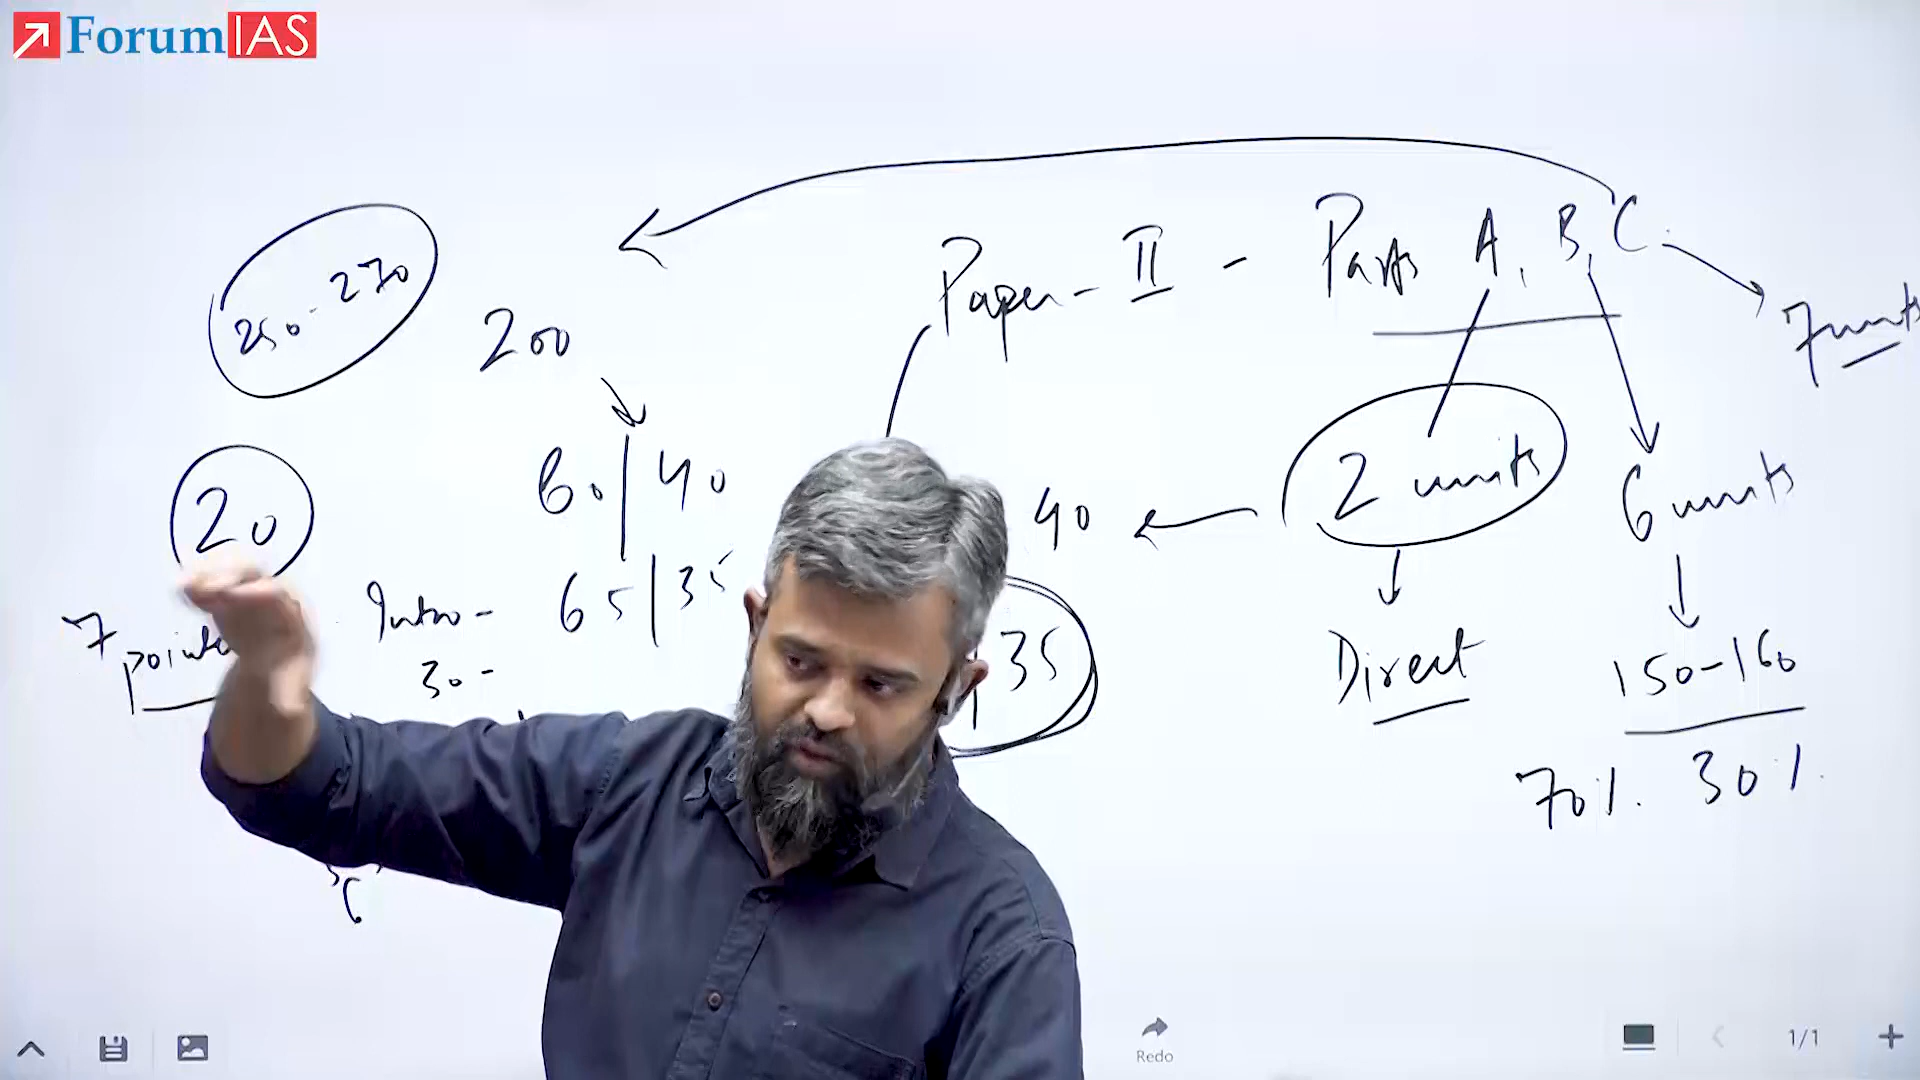 ForumIAS
Paper - II - Parts A, B, C.
7 units
250-270
200
2 units
6 units
60/40
40
20
65/35
35
7 points
Intro -
30 -
Direct
150-160
70%. 30%.
Redo
1/1